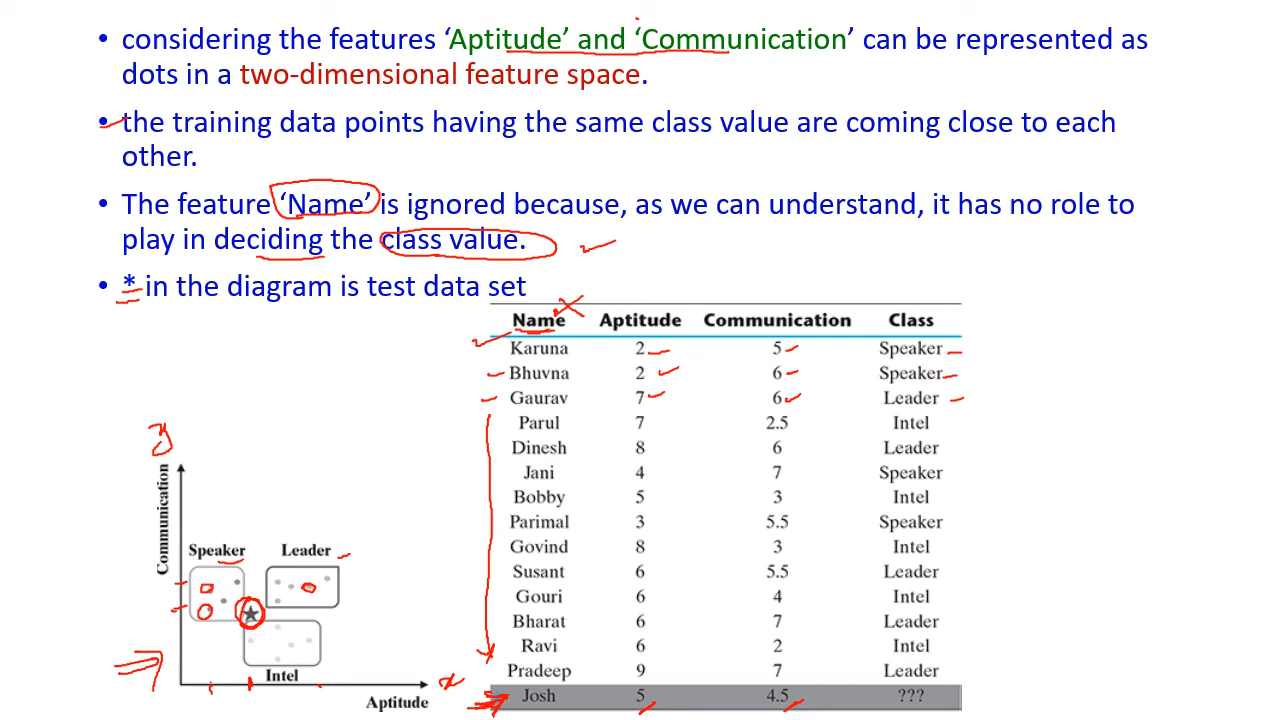 • considering the features ‘Aptitude’ and ‘Communication’ can be represented as
dots in a two-dimensional feature space.
• the training data points having the same class value are coming close to each
other.
• The feature ‘Name’ is ignored because, as we can understand, it has no role to
play in deciding the class value.
• * in the diagram is test data set
Name Aptitude Communication Class
Karuna 2 5 Speaker
Bhuvna 2 6 Speaker
Gaurav 7 6 Leader
Parul 7 2.5 Intel
Dinesh 8 6 Leader
Jani 4 7 Speaker
Bobby 5 3 Intel
Parimal 3 5.5 Speaker
Govind 8 3 Intel
Susant 6 5.5 Leader
Gouri 6 4 Intel
Bharat 6 7 Leader
Ravi 6 2 Intel
Pradeep 9 7 Leader
Josh 5 4.5 ???
y
Communication
Speaker Leader
Intel
Aptitude
x